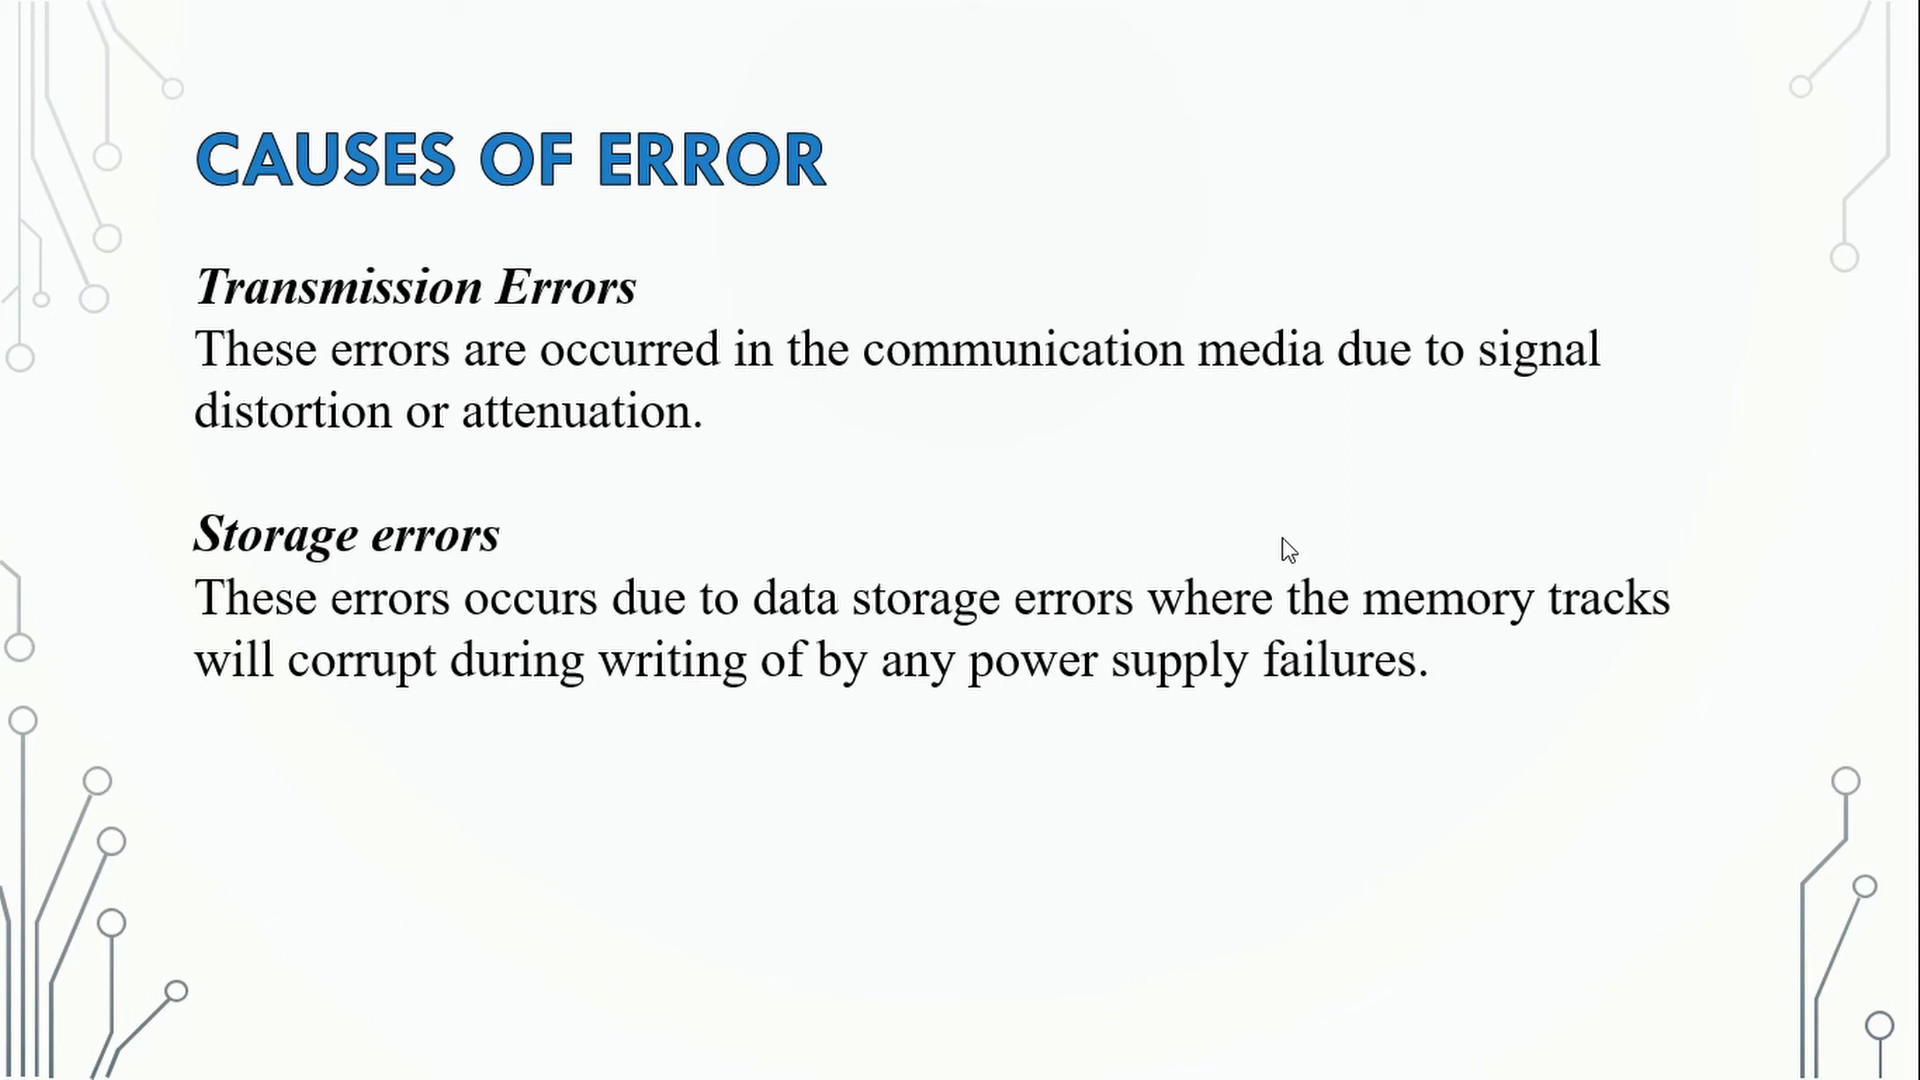 CAUSES OF ERROR
Transmission Errors
These errors are occurred in the communication media due to signal
distortion or attenuation.
Storage errors
These errors occurs due to data storage errors where the memory tracks
will corrupt during writing of by any power supply failures.